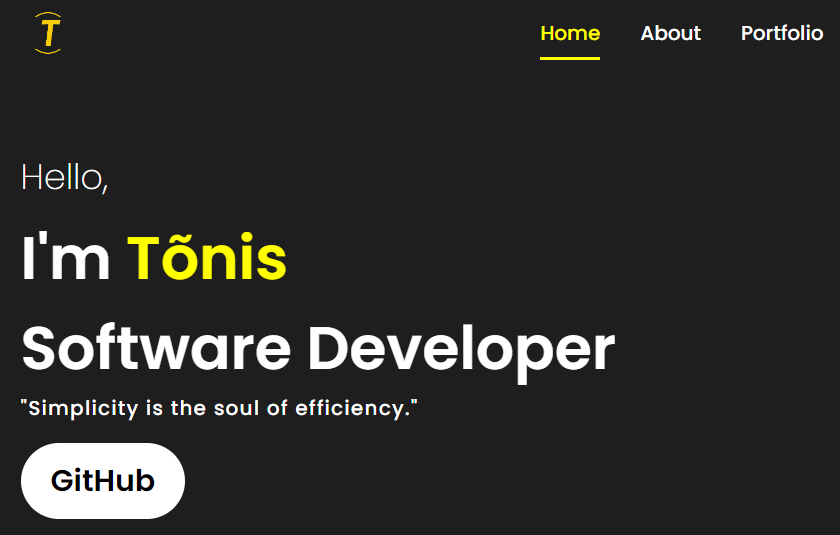 T
Home About Portfolio
Hello,
I'm Tõnis
Software Developer
"Simplicity is the soul of efficiency."
GitHub